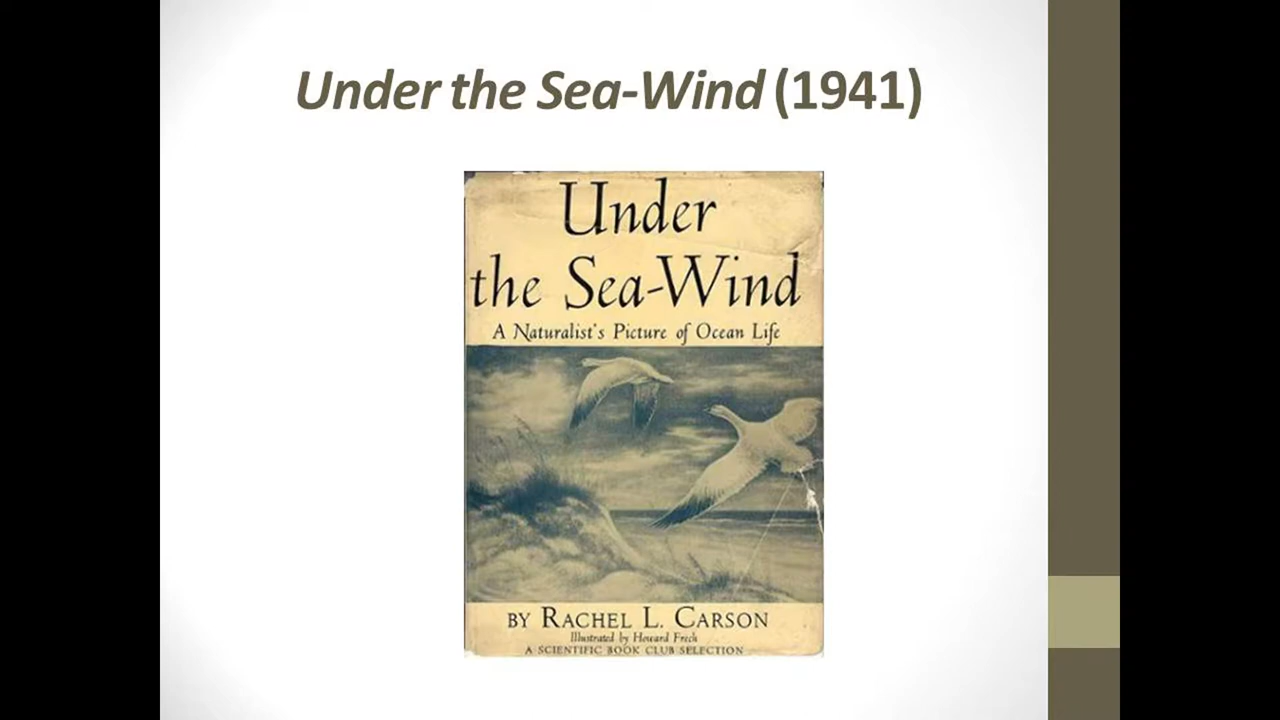 Under the Sea-Wind (1941)
Under
the Sea-Wind
A Naturalist's Picture of Ocean Life
BY RACHEL L. CARSON
Illustrated by Howard Frech
A SCIENTIFIC BOOK CLUB SELECTION